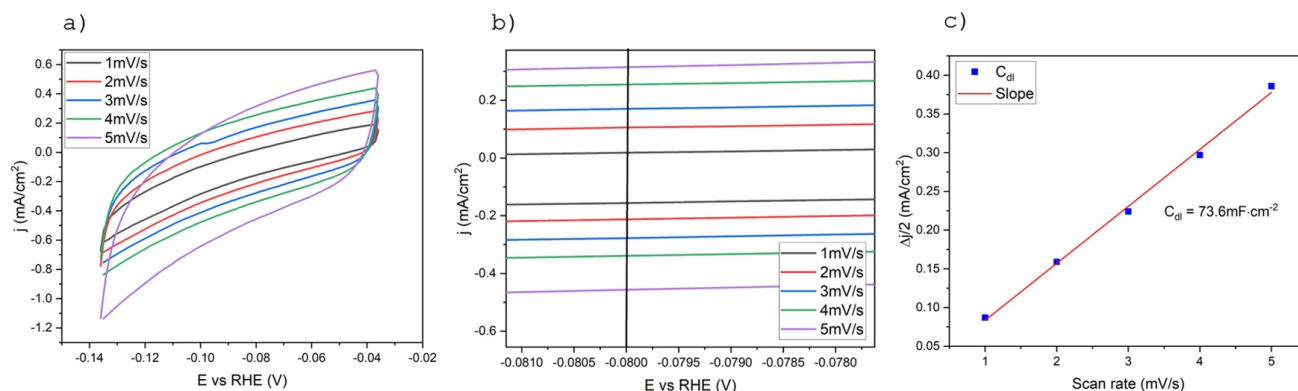 a)
j (mA/cm²)
0.6
0.4
0.2
0.0
-0.2
-0.4
-0.6
-0.8
-1.0
-1.2
1mV/s
2mV/s
3mV/s
4mV/s
5mV/s
-0.14
-0.12
-0.10
-0.08
-0.06
-0.04
-0.02
E vs RHE (V)
b)
j (mA/cm²)
0.2
0.0
-0.2
-0.4
-0.6
1mV/s
2mV/s
3mV/s
4mV/s
5mV/s
-0.0810
-0.0805
-0.0800
-0.0795
-0.0790
-0.0785
-0.0780
E vs RHE (V)
c)
Δj/2 (mA/cm²)
0.40
0.35
0.30
0.25
0.20
0.15
0.10
0.05
Cdl
Slope
Cdl = 73.6mF·cm⁻²
1
2
3
4
5
Scan rate (mV/s)